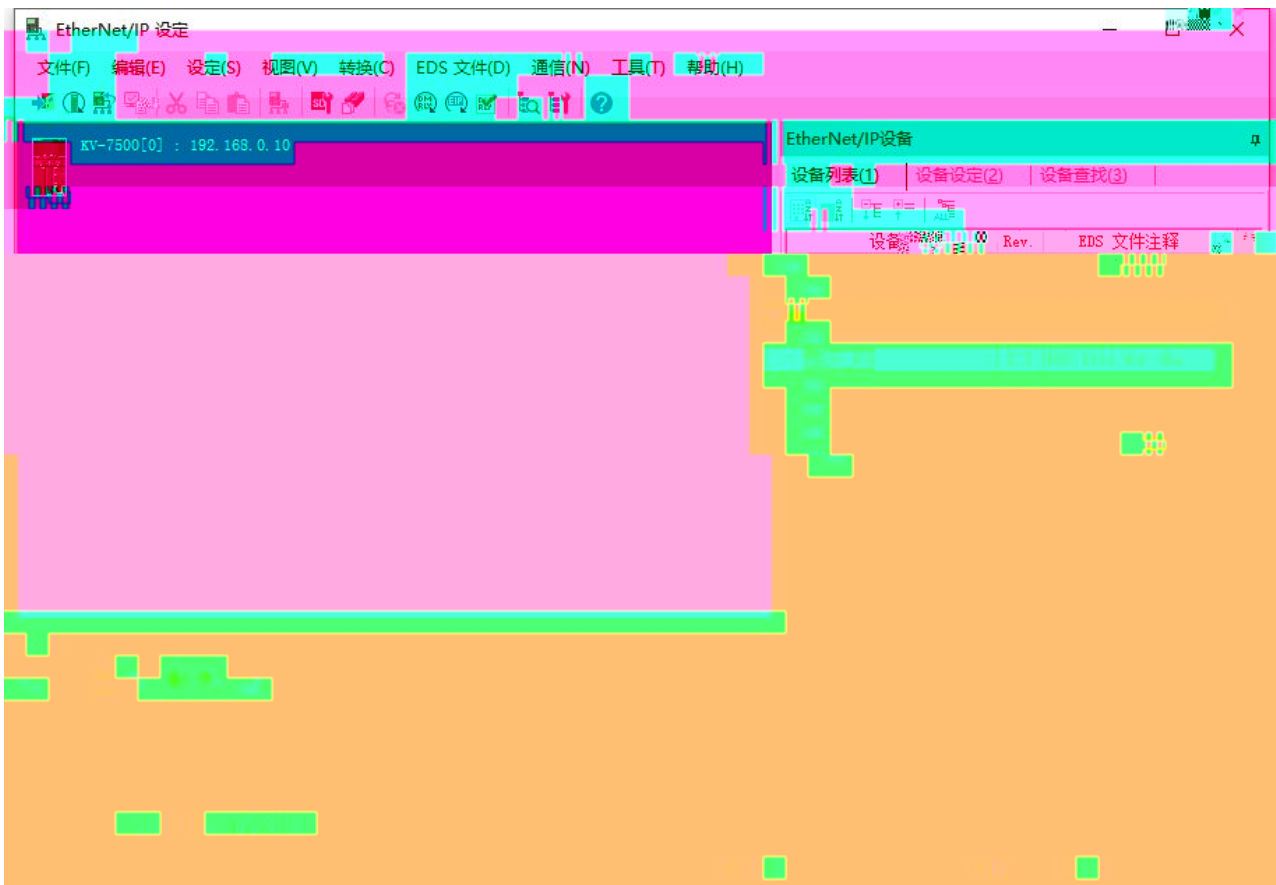 EtherNet/IP 设定
文件(F) 编辑(E) 设定(S) 视图(V) 转换(C) EDS 文件(D) 通信(N) 工具(T) 帮助(H)
KV-7500[0] : 192.168.0.10
EtherNet/IP设备
设备列表(1) 设备设定(2) 设备查找(3)
Rev. EDS 文件注释